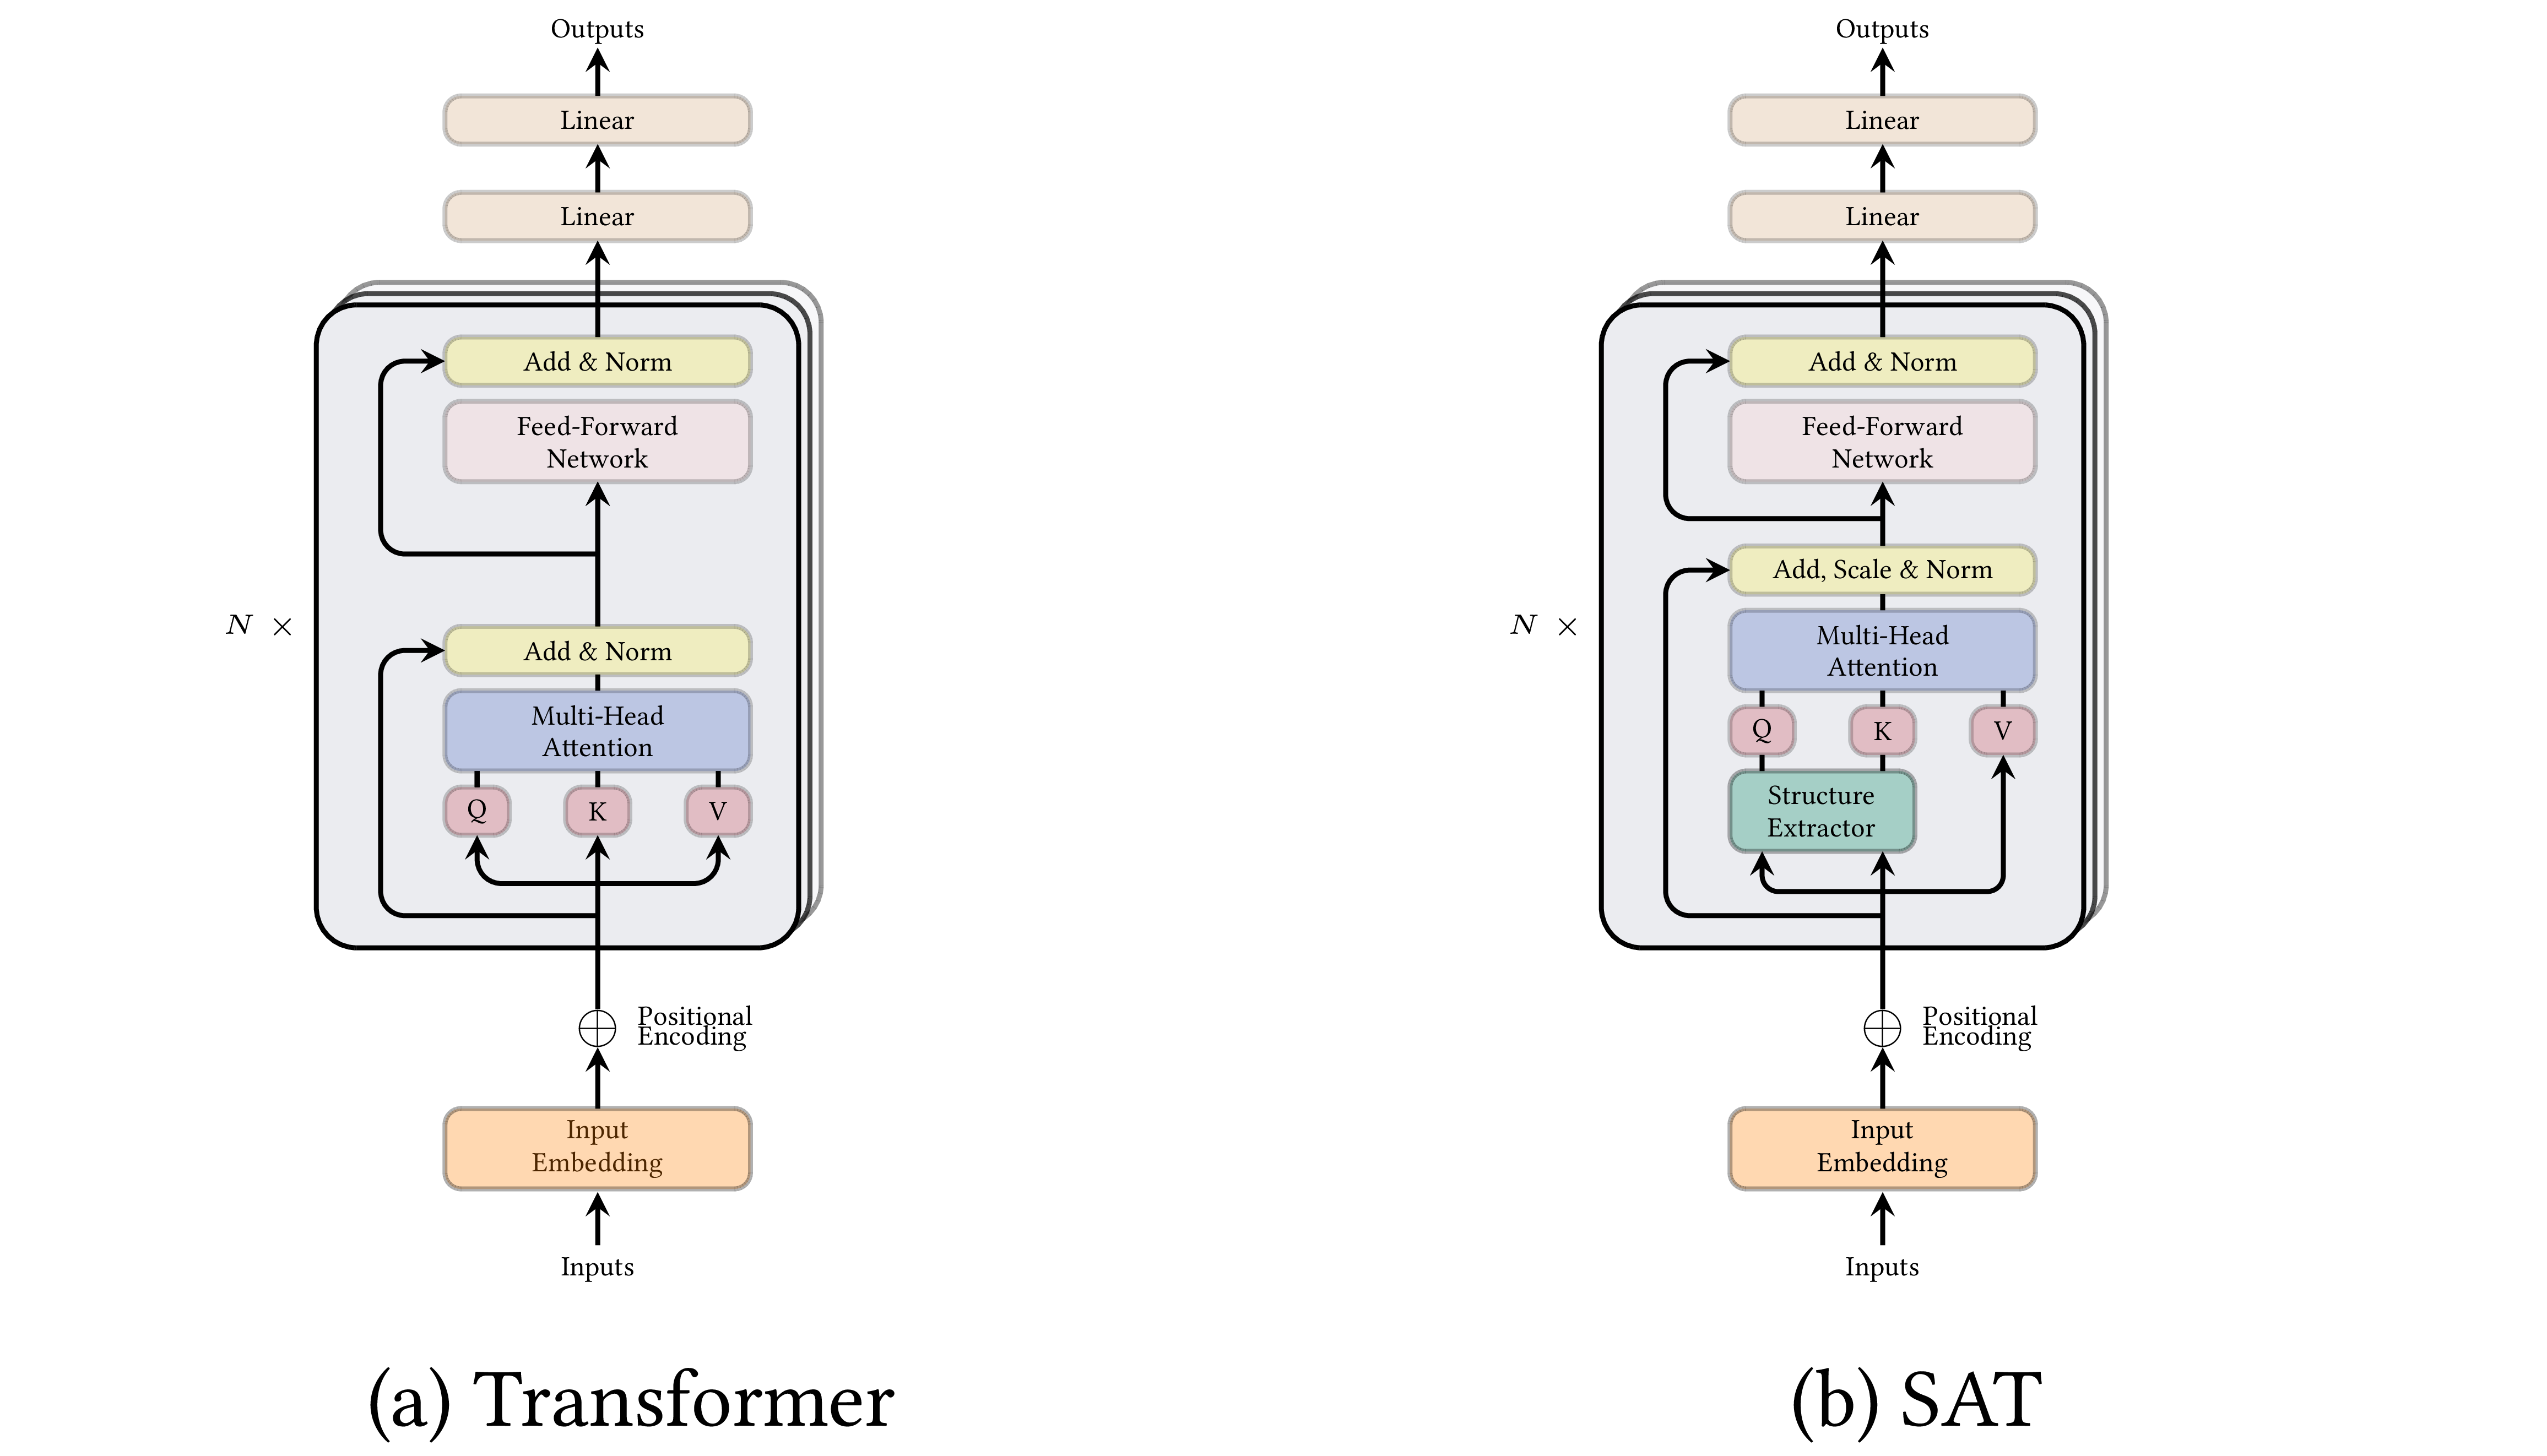 Outputs
Linear
Linear
Add & Norm
Feed-Forward
Network
N ×
Add & Norm
Multi-Head
Attention
Q K V
Positional
Encoding
Input
Embedding
Inputs
(a) Transformer
Outputs
Linear
Linear
Add & Norm
Feed-Forward
Network
Add, Scale & Norm
N ×
Multi-Head
Attention
Q K V
Structure
Extractor
Positional
Encoding
Input
Embedding
Inputs
(b) SAT